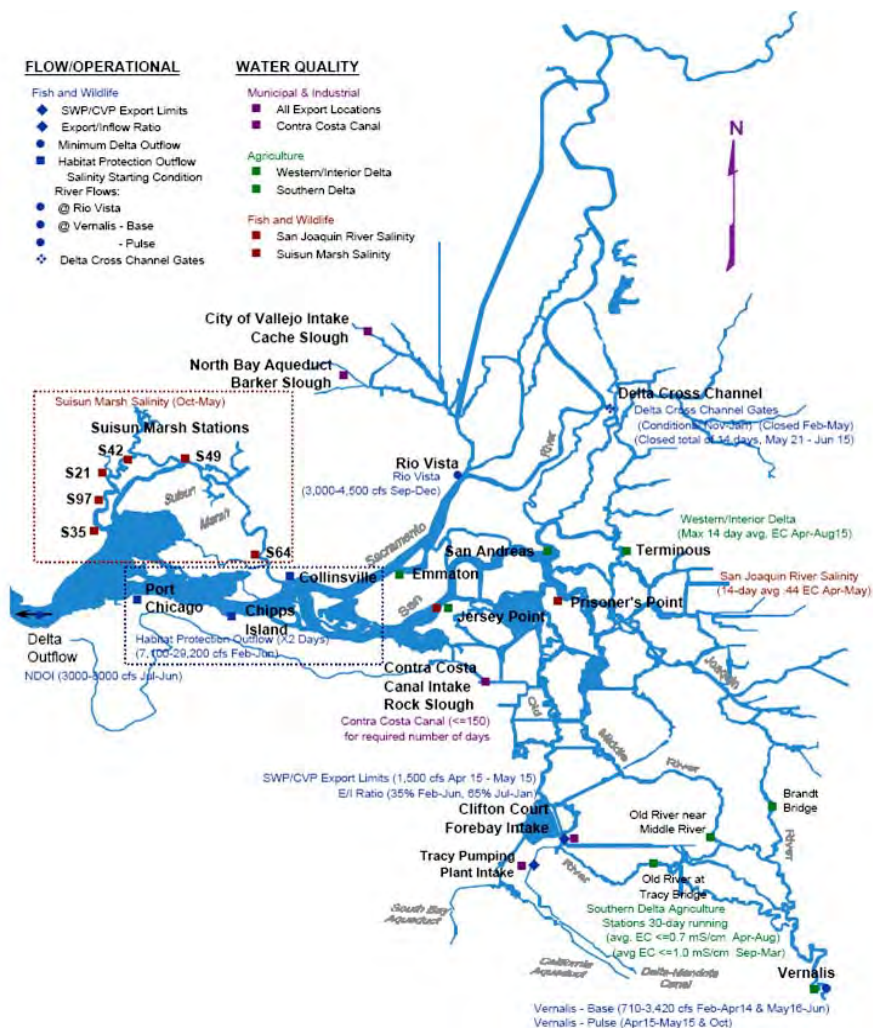 FLOW/OPERATIONAL
Fish and Wildlife
SWP/CVP Export Limits
Export/Inflow Ratio
Minimum Delta Outflow
Habitat Protection Outflow
Salinity Starting Condition
River Flows:
@ Rio Vista
@ Vernalis - Base
- Pulse
Delta Cross Channel Gates
WATER QUALITY
Municipal & Industrial
All Export Locations
Contra Costa Canal
Agriculture
Western/Interior Delta
Southern Delta
Fish and Wildlife
San Joaquin River Salinity
Suisun Marsh Salinity
N
City of Vallejo Intake
Cache Slough
North Bay Aqueduct
Barker Slough
Suisun Marsh Salinity (Oct-May)
Suisun Marsh Stations
S42
S49
S21
S97
S35
S64
Suisun
Marsh
Delta Cross Channel
Delta Cross Channel Gates
(Conditional Nov-Jan) (Closed Feb-May)
(Closed total of 14 days, May 21 - Jun 15)
River
Rio Vista
Rio Vista
(3,000-4,500 cfs Sep-Dec)
Sacramento
Western/Interior Delta
(Max 14 day avg. EC Apr-Aug15)
San Andreas
Terminous
Collinsville
Emmaton
San
San Joaquin River Salinity
(14-day avg .44 EC Apr-May)
Port
Chicago
Chipps
Island
Jersey Point
Prisoner's Point
Delta
Outflow
Habitat Protection Outflow (X2 Days)
(7,100-29,200 cfs Feb-Jun)
NDOI (3000-8000 cfs Jul-Jun)
Joaquin
Contra Costa
Canal Intake
Rock Slough
Contra Costa Canal (<=150)
for required number of days
Old
Middle
River
SWP/CVP Export Limits (1,500 cfs Apr 15 - May 15)
E/I Ratio (35% Feb-Jun, 65% Jul-Jan)
Clifton Court
Forebay Intake
Old River near
Middle River
Brandt
Bridge
River
Tracy Pumping
Plant Intake
River
Old River at
Tracy Bridge
South Bay
Aqueduct
Southern Delta Agriculture
Stations 30-day running
(avg. EC <=0.7 mS/cm Apr-Aug)
(avg EC <=1.0 mS/cm Sep-Mar)
California
Aqueduct
Delta-Mendota
Canal
Vernalis
Vernalis - Base (710-3,420 cfs Feb-Apr14 & May16-Jun)
Vernalis - Pulse (Apr15-May15 & Oct)